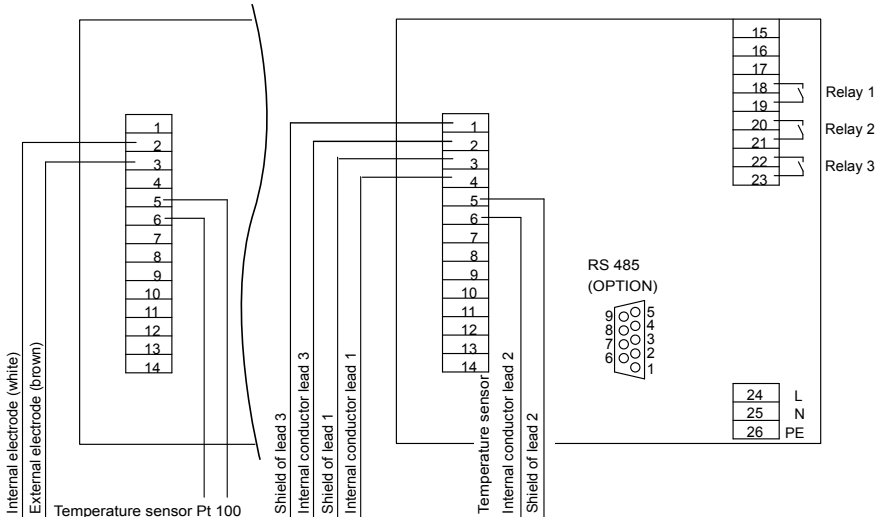 1
2
3
4
5
6
7
8
9
10
11
12
13
14
Internal electrode (white)
External electrode (brown)
Temperature sensor Pt 100
1
2
3
4
5
6
7
8
9
10
11
12
13
14
Shield of lead 3
Internal conductor lead 3
Shield of lead 1
Internal conductor lead 1
Temperature sensor
Internal conductor lead 2
Shield of lead 2
15
16
17
18
19
20
21
22
23
Relay 1
Relay 2
Relay 3
RS 485
(OPTION)
9
8
7
6
5
4
3
2
1
24 L
25 N
26 PE